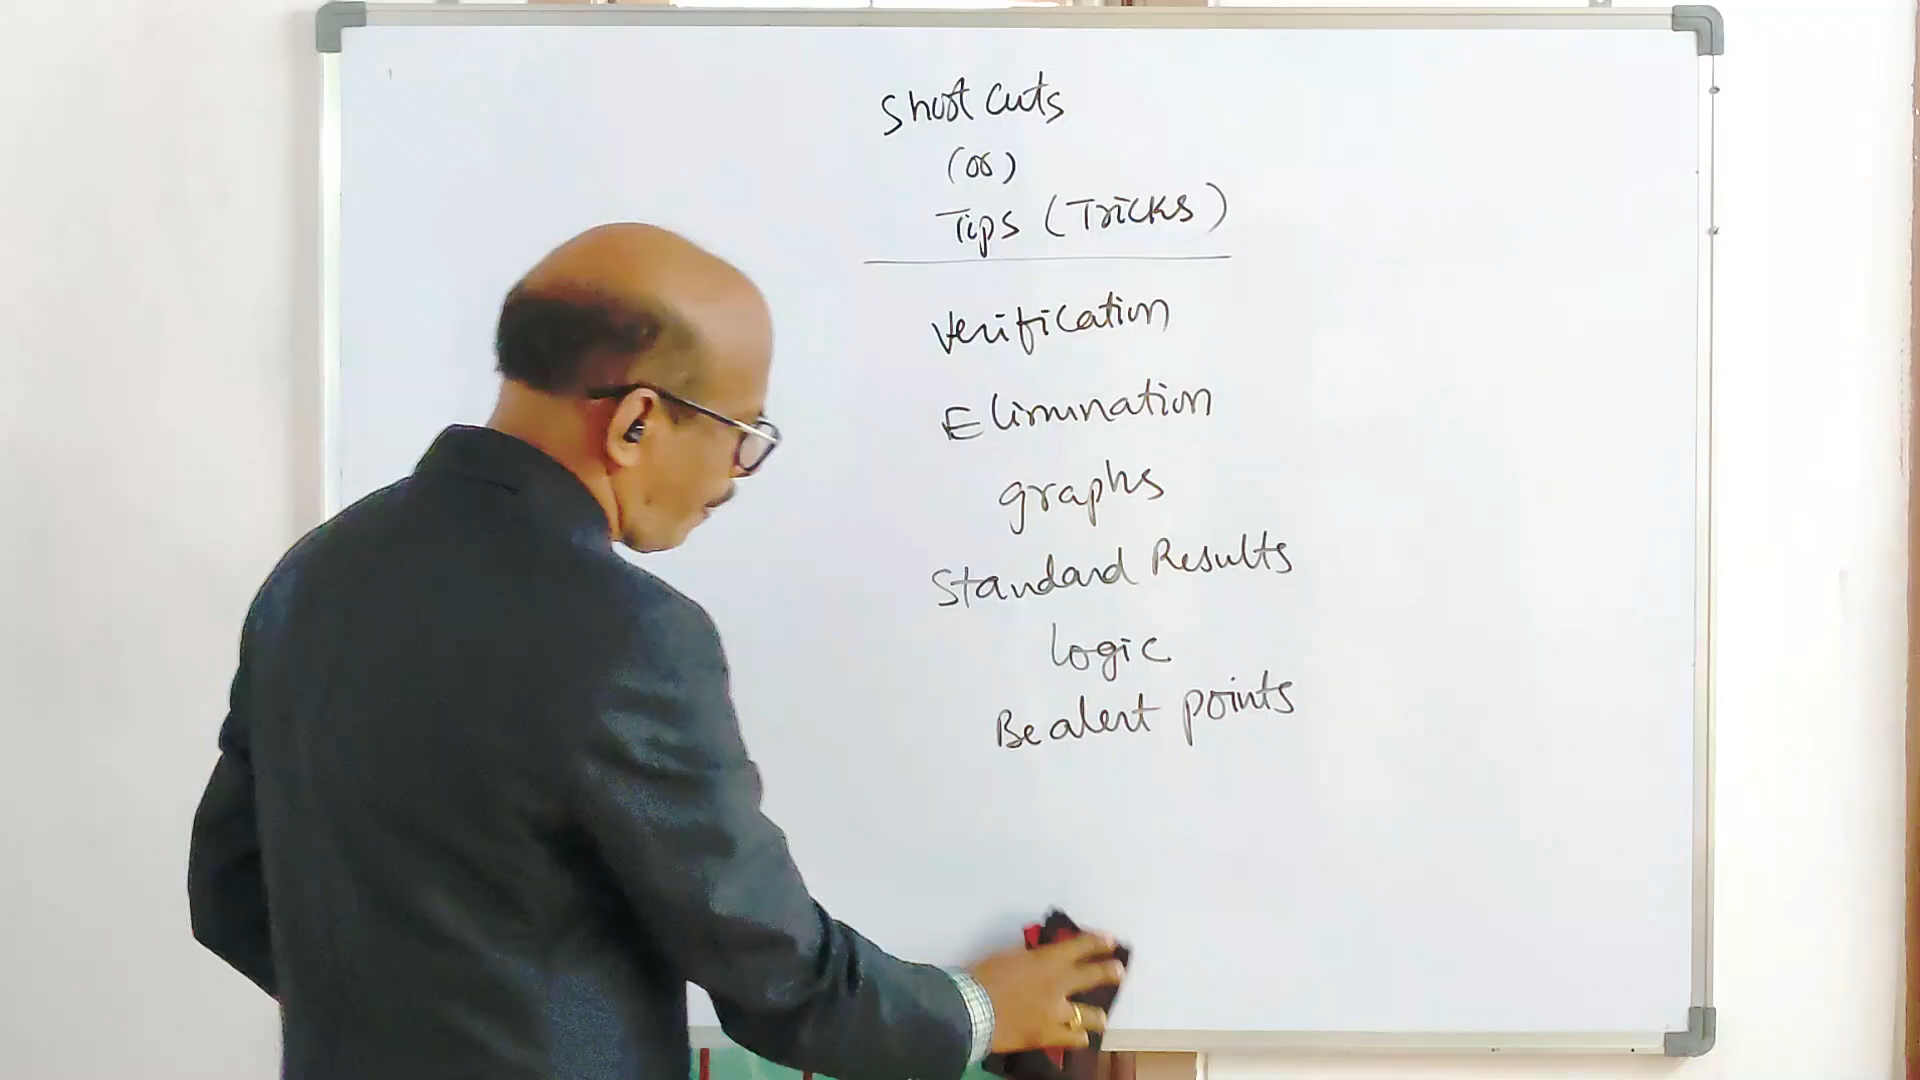 Short Cuts
(or)
Tips (Tricks)
Verification
Elimination
graphs
Standard Results
logic
Be alert points